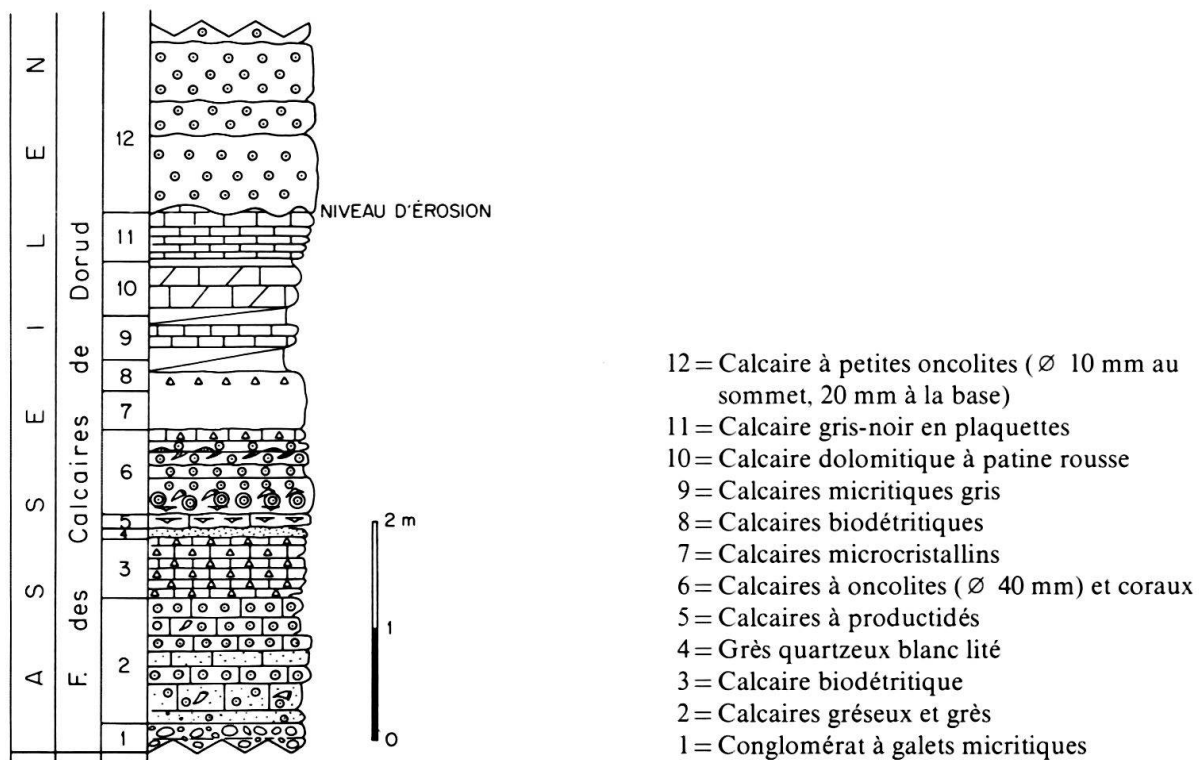 ASSEILEN
F. des Calcaires de Dorud
12
11
10
9
8
7
6
5
4
3
2
1
NIVEAU D'ÉROSION
2 m
1
0
12 = Calcaire à petites oncolites (Ø 10 mm au
sommet, 20 mm à la base)
11 = Calcaire gris-noir en plaquettes
10 = Calcaire dolomitique à patine rousse
9 = Calcaires micritiques gris
8 = Calcaires biodétritiques
7 = Calcaires microcristallins
6 = Calcaires à oncolites (Ø 40 mm) et coraux
5 = Calcaires à productidés
4 = Grès quartzeux blanc lité
3 = Calcaire biodétritique
2 = Calcaires gréseux et grès
1 = Conglomérat à galets micritiques